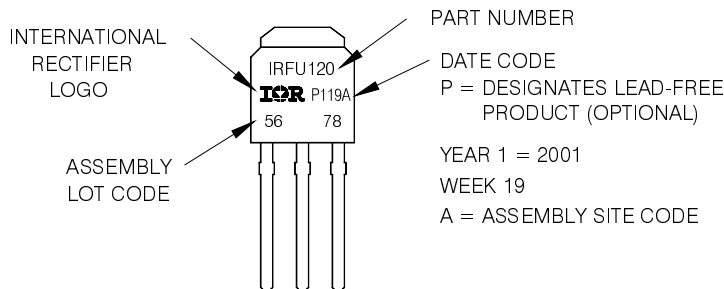 INTERNATIONAL
RECTIFIER
LOGO
ASSEMBLY
LOT CODE
IRFU120
IOR P119A
56 78
PART NUMBER
DATE CODE
P = DESIGNATES LEAD-FREE
PRODUCT (OPTIONAL)
YEAR 1 = 2001
WEEK 19
A = ASSEMBLY SITE CODE